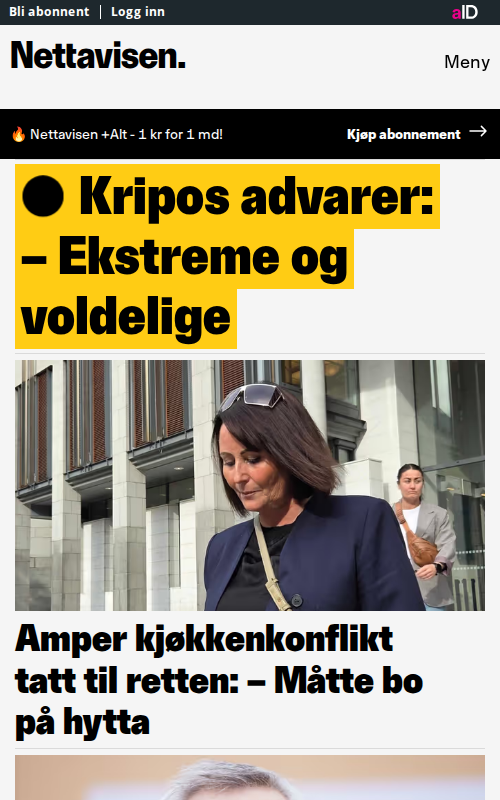 Bli abonnent | Logg inn
aID
Nettavisen.
Meny
🔥 Nettavisen +Alt - 1 kr for 1 md!
Kjøp abonnement →
Kripos advarer:
– Ekstreme og
voldelige
Amper kjøkkenkonflikt
tatt til retten: – Måtte bo
på hytta